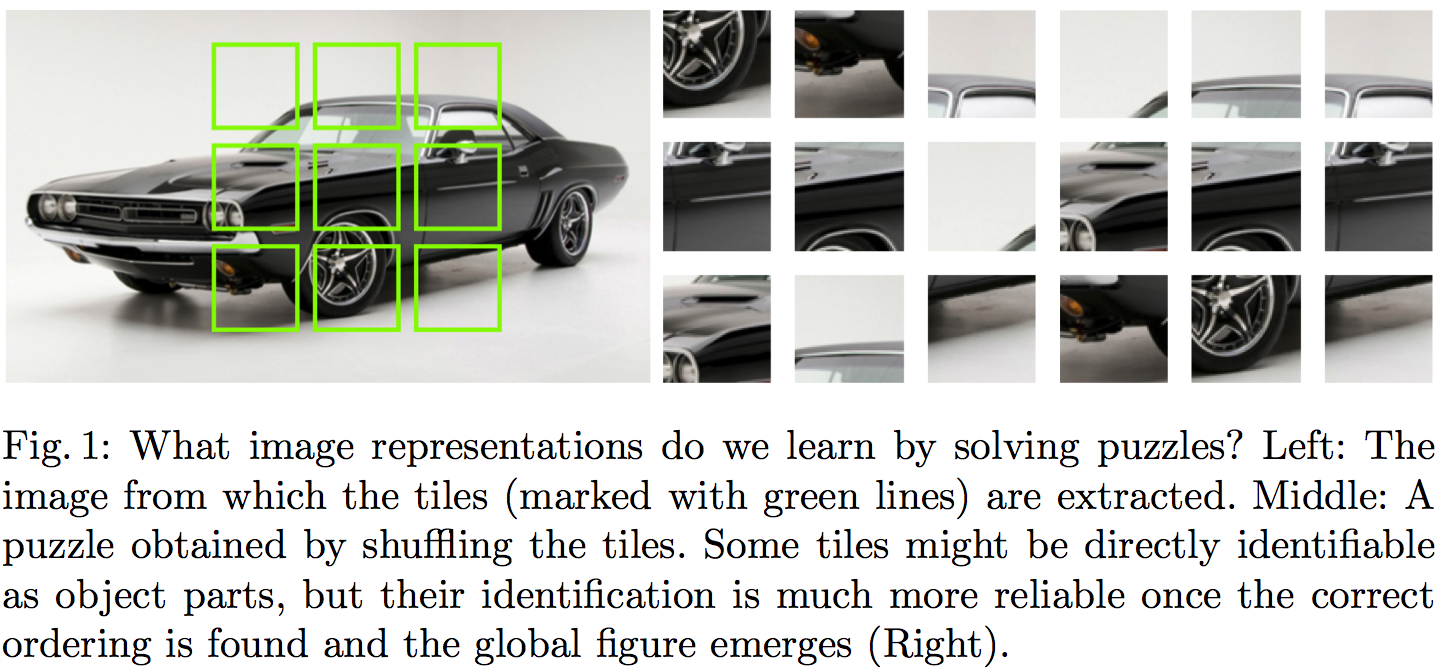 Fig. 1: What image representations do we learn by solving puzzles? Left: The
image from which the tiles (marked with green lines) are extracted. Middle: A
puzzle obtained by shuffling the tiles. Some tiles might be directly identifiable
as object parts, but their identification is much more reliable once the correct
ordering is found and the global figure emerges (Right).